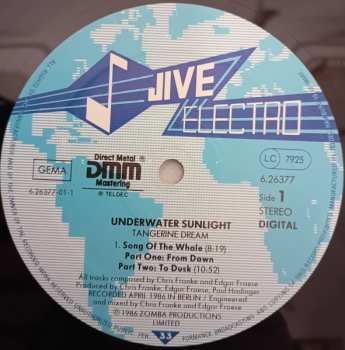 JIVE
ELECTRO
GEMA
Direct Metal ®
DMM
Mastering
℗ TELDEC
6.26377-01-1
LC 7925
6.26377
Side 1
STEREO
DIGITAL
UNDERWATER SUNLIGHT
TANGERINE DREAM
1. Song Of The Whale (8:19)
Part One: From Dawn
Part Two: To Dusk (10:52)
All tracks composed by Chris Franke and Edgar Froese
Produced by Chris Franke, Edgar Froese, Paul Haslinger
RECORDED APRIL 1986 IN BERLIN / Engineered
and mixed by Chris Franke and Edgar Froese
℗ 1986 ZOMBA PRODUCTIONS
LIMITED
33